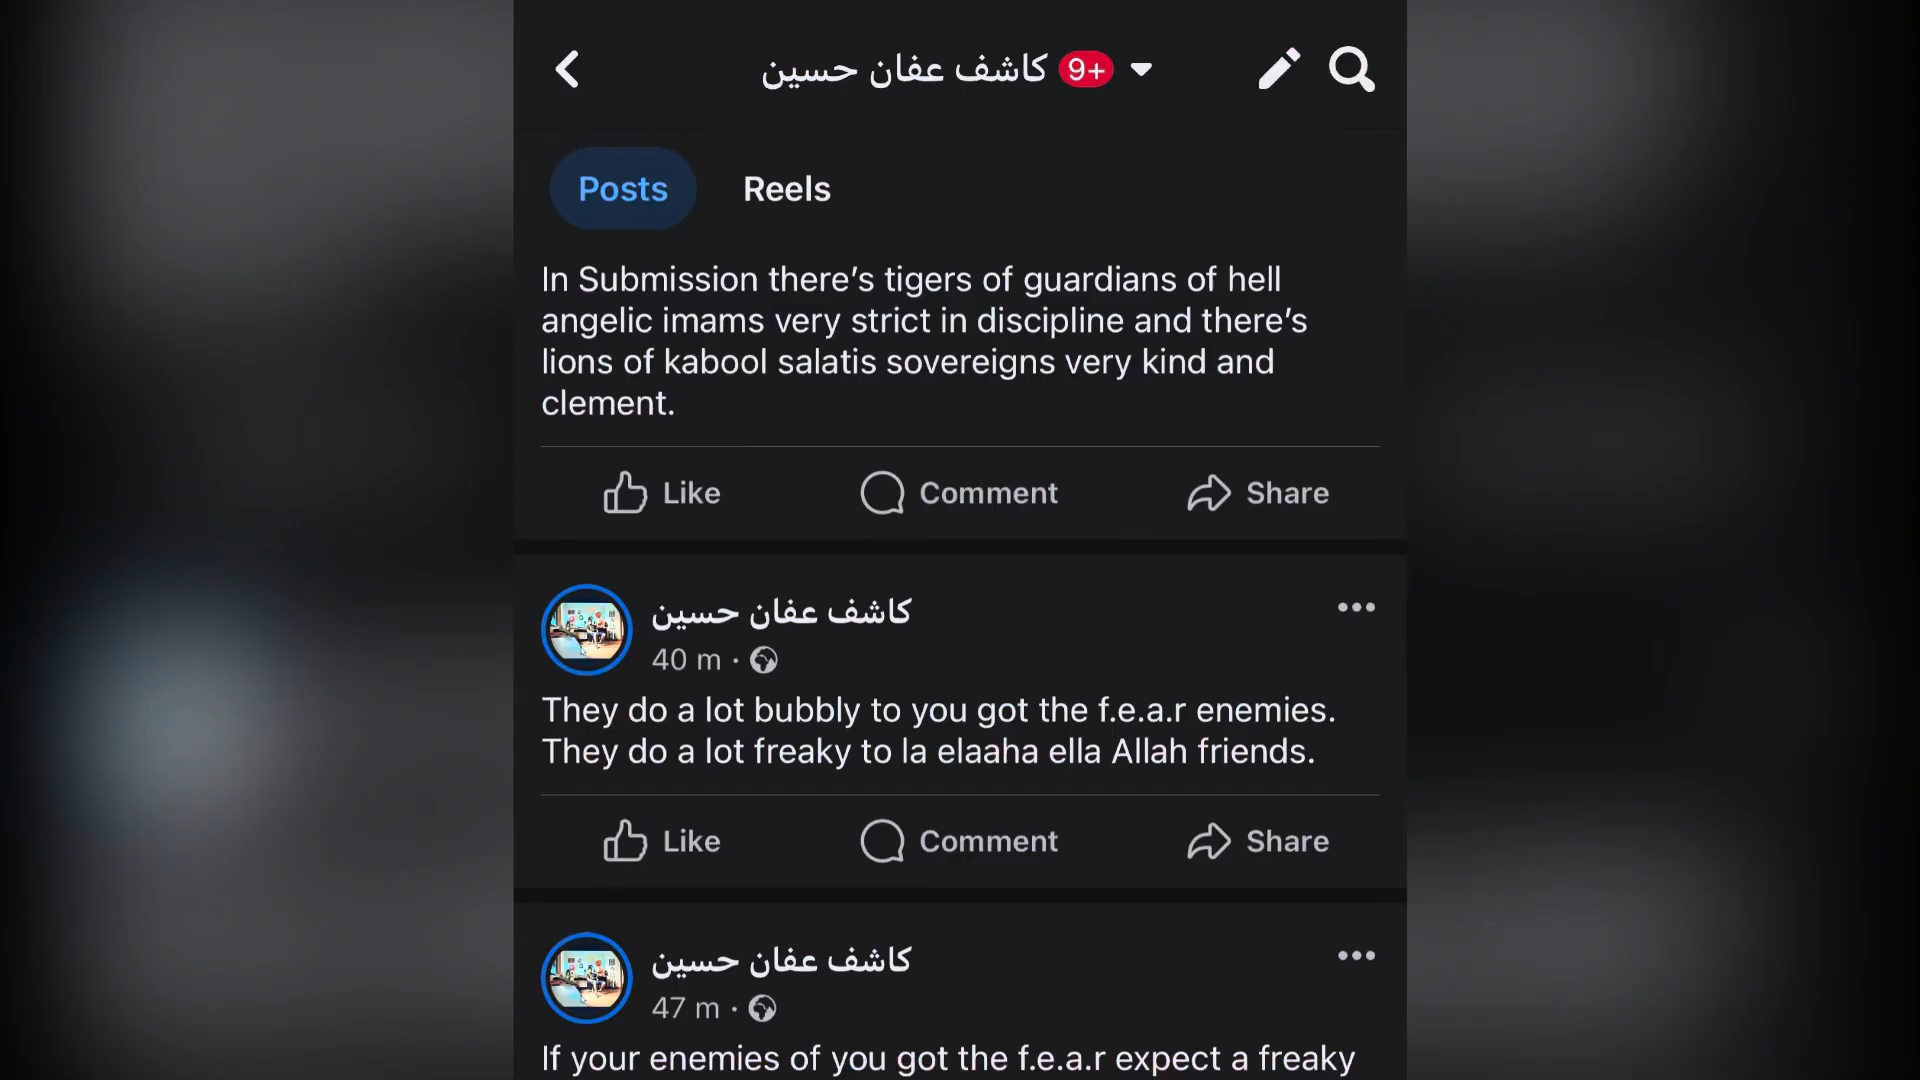 كاشف عفان حسين 9+
Posts Reels
In Submission there's tigers of guardians of hell
angelic imams very strict in discipline and there's
lions of kabool salatis sovereigns very kind and
clement.
Like Comment Share
كاشف عفان حسين
40 m ·
They do a lot bubbly to you got the f.e.a.r enemies.
They do a lot freaky to la elaaha ella Allah friends.
Like Comment Share
كاشف عفان حسين
47 m ·
If your enemies of you got the f.e.a.r expect a freaky